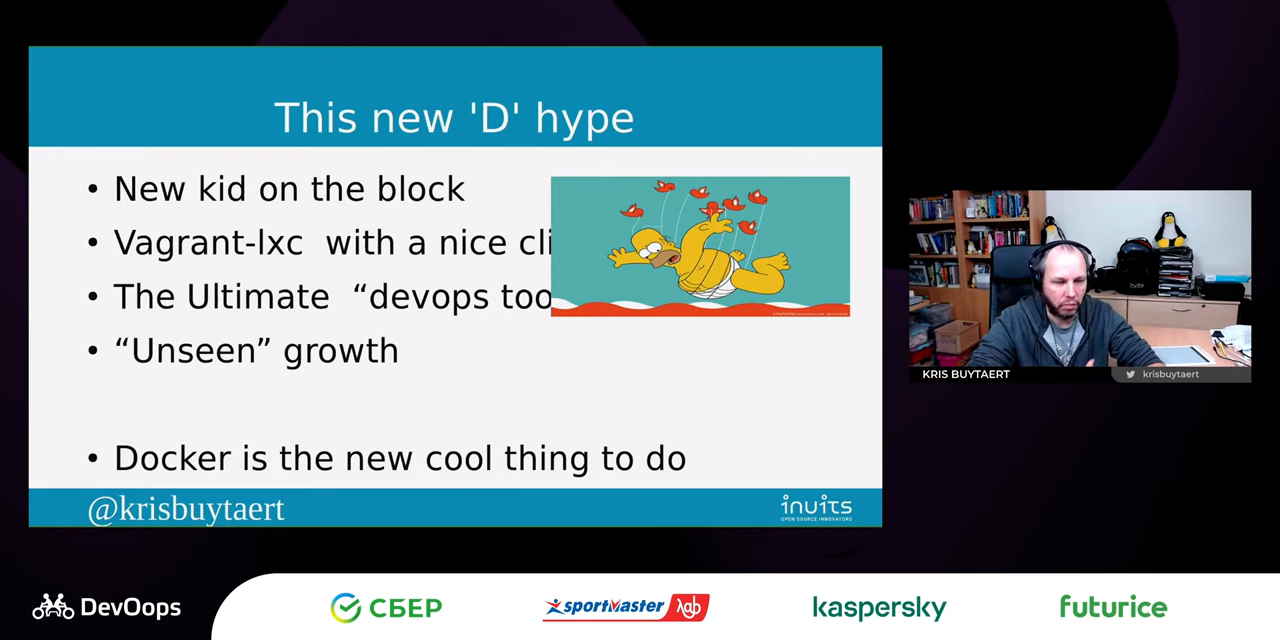 This new 'D' hype
• New kid on the block
• Vagrant-lxc with a nice cli
• The Ultimate “devops too
• “Unseen” growth
• Docker is the new cool thing to do
@krisbuytaert
inuits
OPEN SOURCE INNOVATORS
KRIS BUYTAERT
krisbuytaert
DevOops
СБЕР
sportmaster лаб
kaspersky
futurice